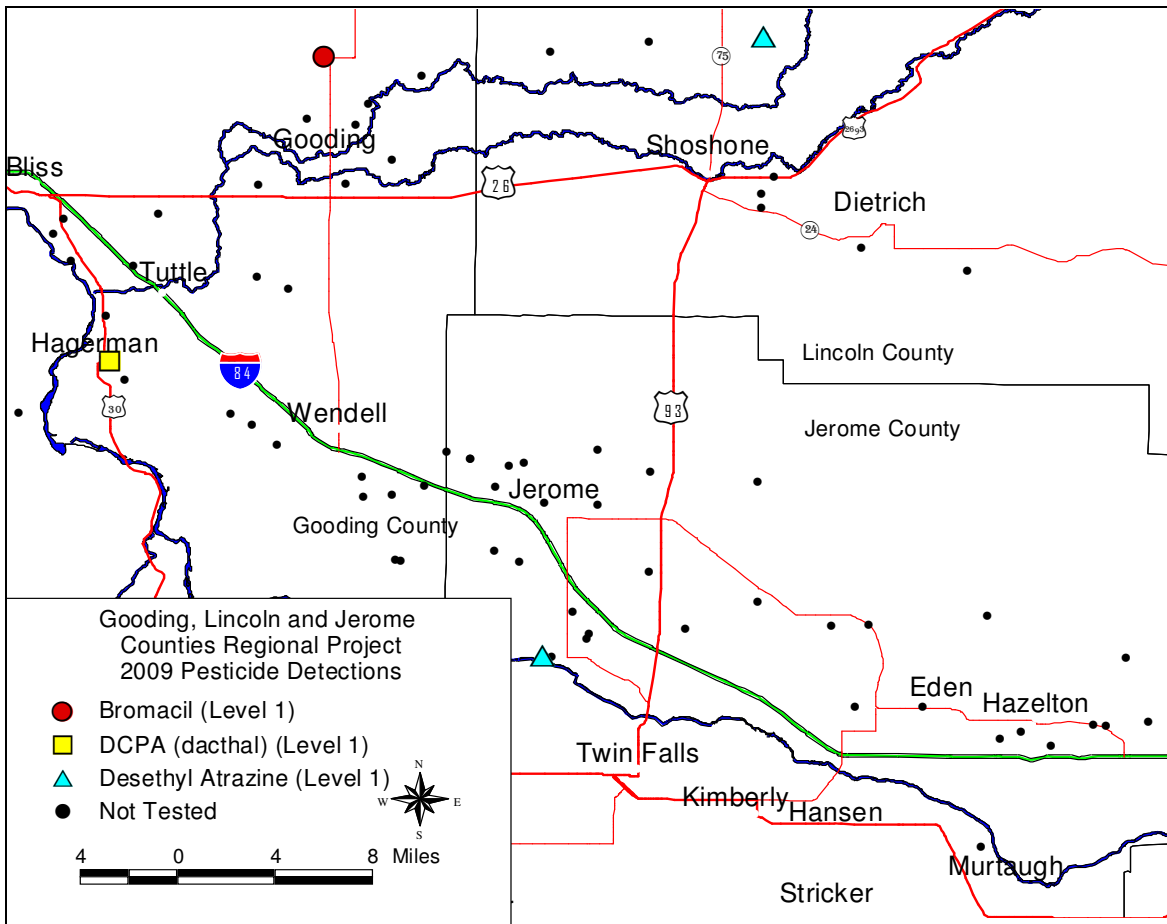 75
Gooding
Shoshone
26 93
Bliss
26
Dietrich
24
Tuttle
Hagerman
Lincoln County
84
30
Wendell
93
Jerome County
Jerome
Gooding County
Gooding, Lincoln and Jerome
Counties Regional Project
2009 Pesticide Detections
Bromacil (Level 1)
DCPA (dacthal) (Level 1)
Desethyl Atrazine (Level 1)
Not Tested
N
W E
S
4 0 4 8 Miles
Eden
Hazelton
Twin Falls
Kimberly
Hansen
Murtaugh
Stricker